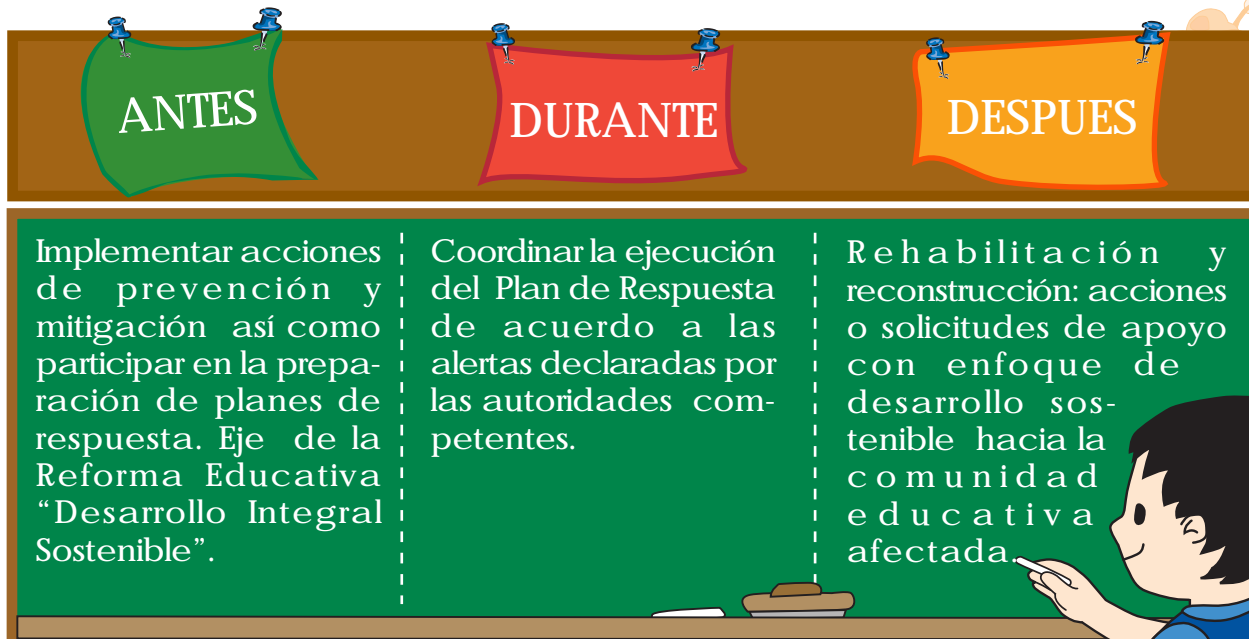 ANTES
Implementar acciones
de prevención y
mitigación así como
participar en la prepa-
ración de planes de
respuesta. Eje de la
Reforma Educativa
“Desarrollo Integral
Sostenible”.
DURANTE
Coordinar la ejecución
del Plan de Respuesta
de acuerdo a las
alertas declaradas por
las autoridades com-
petentes.
DESPUES
Rehabilitación y
reconstrucción: acciones
o solicitudes de apoyo
con enfoque de
desarrollo sos-
tenible hacia la
comunidad
educativa
afectada.